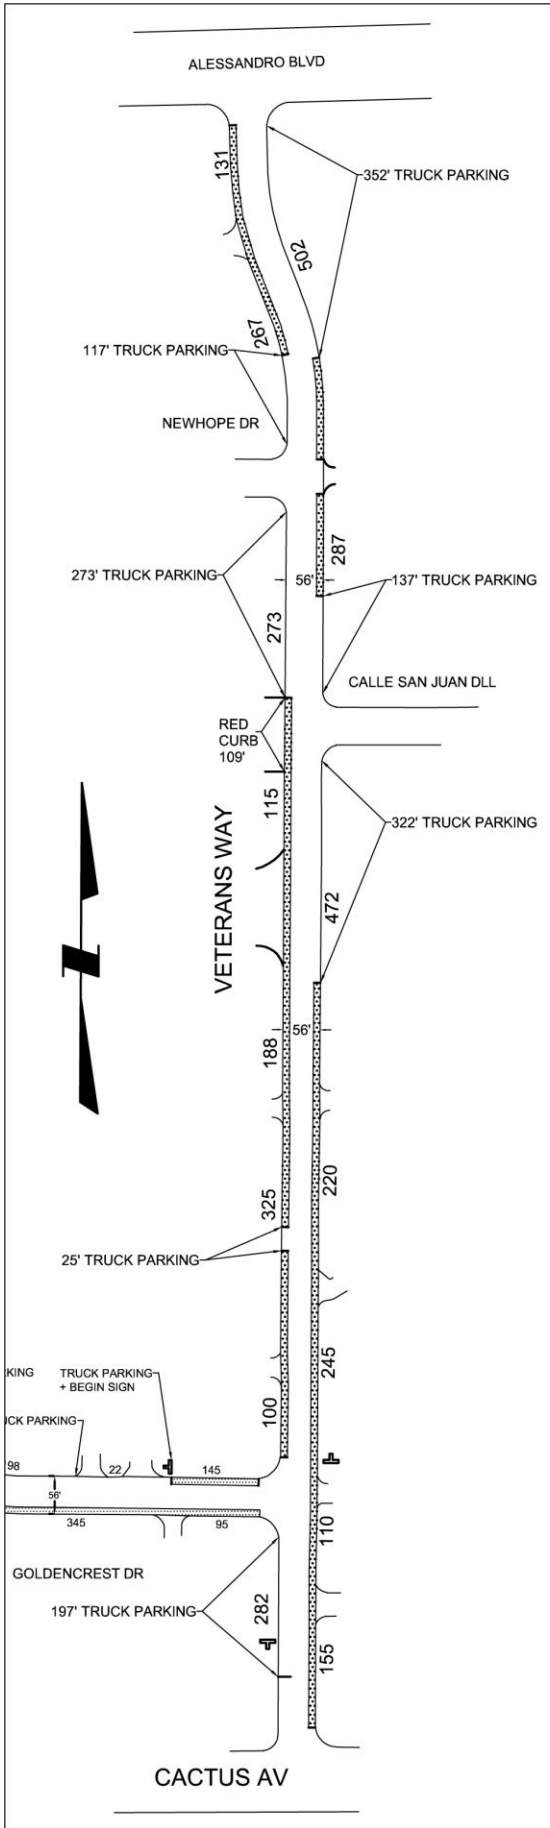 ALESSANDRO BLVD
131
352' TRUCK PARKING
502
267
117' TRUCK PARKING
NEWHOPE DR
287
273' TRUCK PARKING
56'
137' TRUCK PARKING
273
CALLE SAN JUAN DLL
RED
CURB
109'
115
322' TRUCK PARKING
VETERANS WAY
472
N
188
56'
220
325
25' TRUCK PARKING
245
KING
TRUCK PARKING
+ BEGIN SIGN
100
UCK PARKING
98
22
145
56'
345
95
110
GOLDENCREST DR
197' TRUCK PARKING
282
155
CACTUS AV